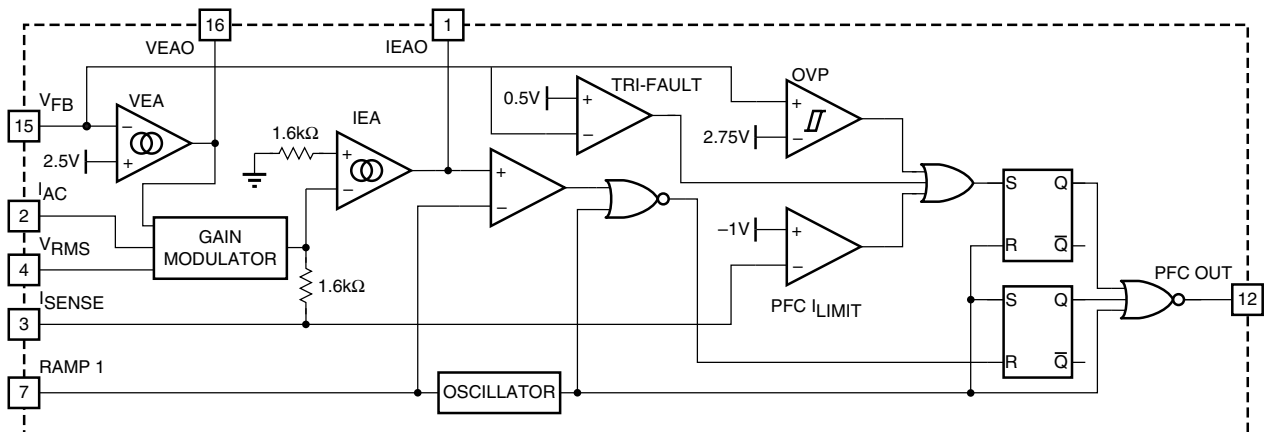 16
1
VEAO
IEAO
VFB
VEA
TRI-FAULT
OVP
0.5V
+
−
+
2.75V
−
15
−
2.5V
+
IEA
1.6kΩ
+
−
IAC
2
VRMS
4
GAIN
MODULATOR
+
−
S Q
R Q
−1V
+
−
1.6kΩ
PFC ILIMIT
ISENSE
3
S Q
R Q
PFC OUT
12
RAMP 1
7
OSCILLATOR